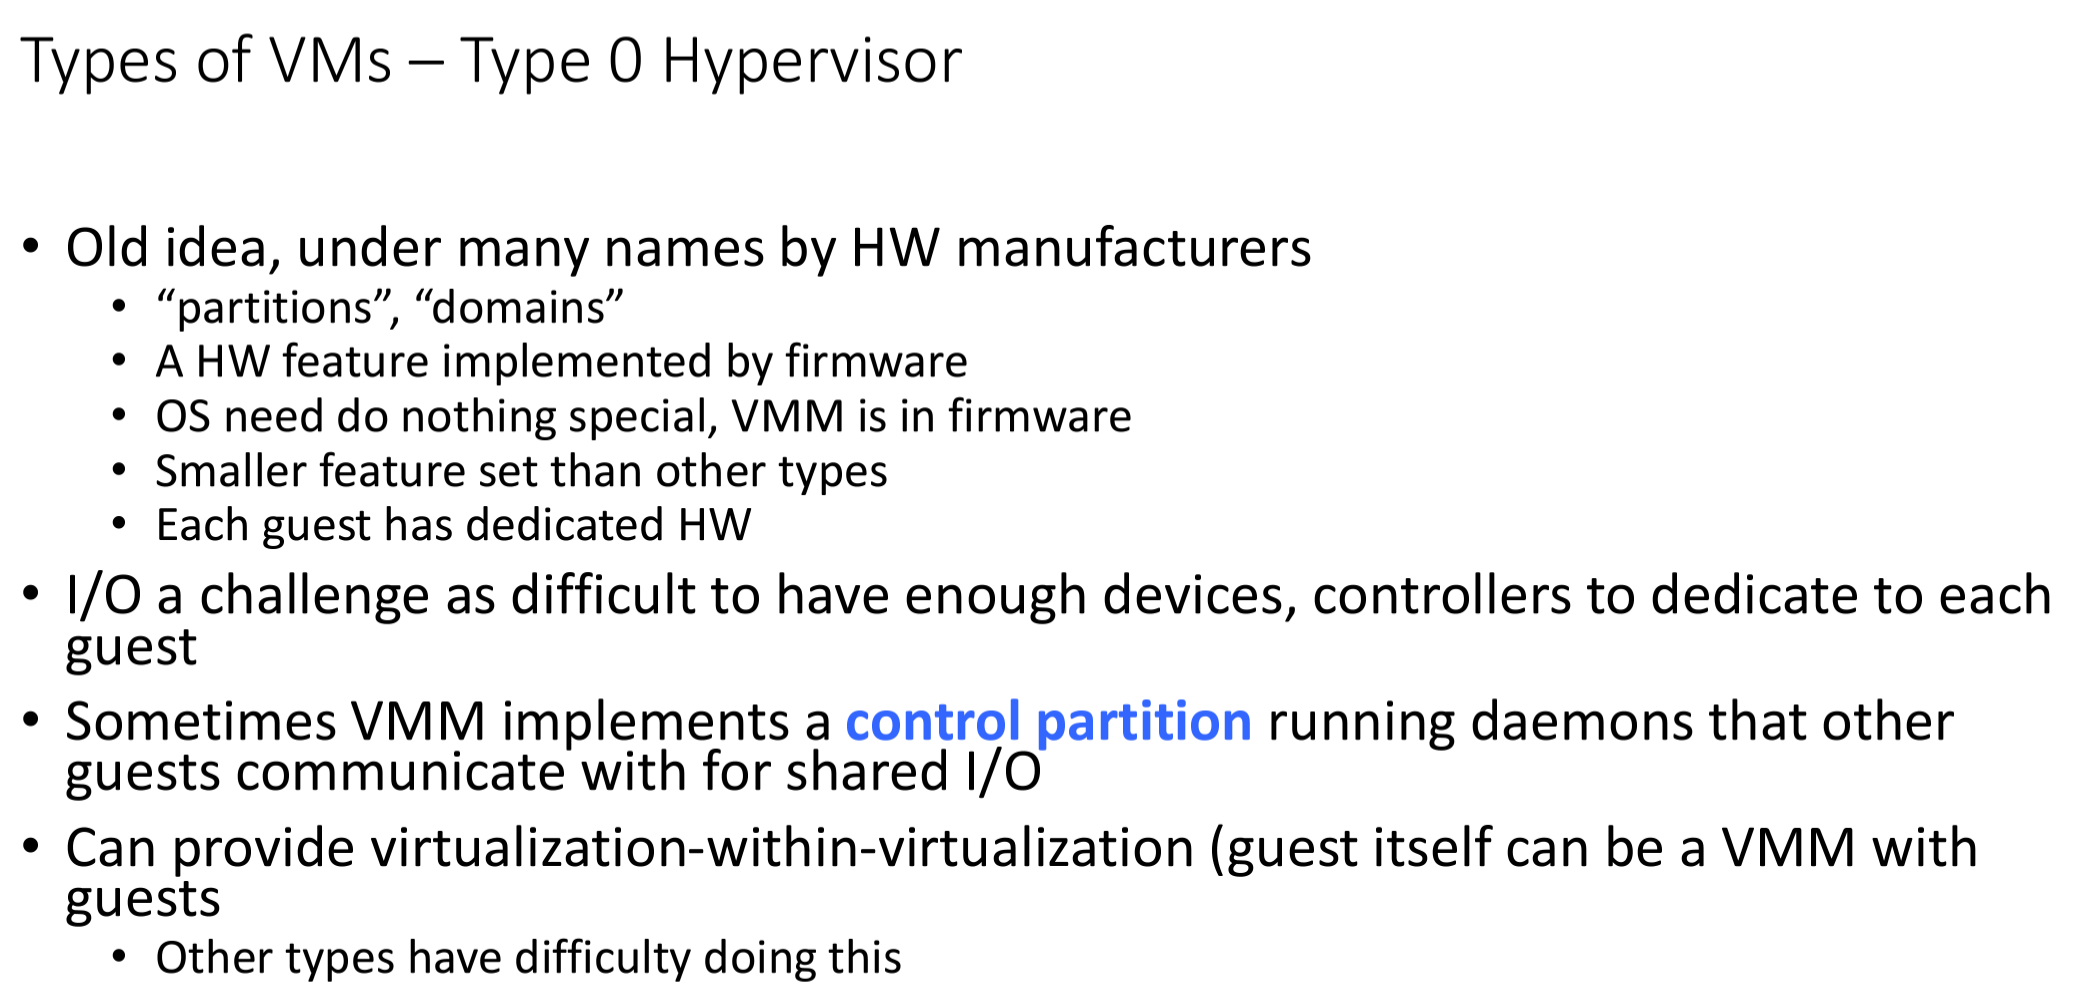 Types of VMs – Type 0 Hypervisor
• Old idea, under many names by HW manufacturers
• “partitions”, “domains”
• A HW feature implemented by firmware
• OS need do nothing special, VMM is in firmware
• Smaller feature set than other types
• Each guest has dedicated HW
• I/O a challenge as difficult to have enough devices, controllers to dedicate to each
guest
• Sometimes VMM implements a control partition running daemons that other
guests communicate with for shared I/O
• Can provide virtualization-within-virtualization (guest itself can be a VMM with
guests
• Other types have difficulty doing this